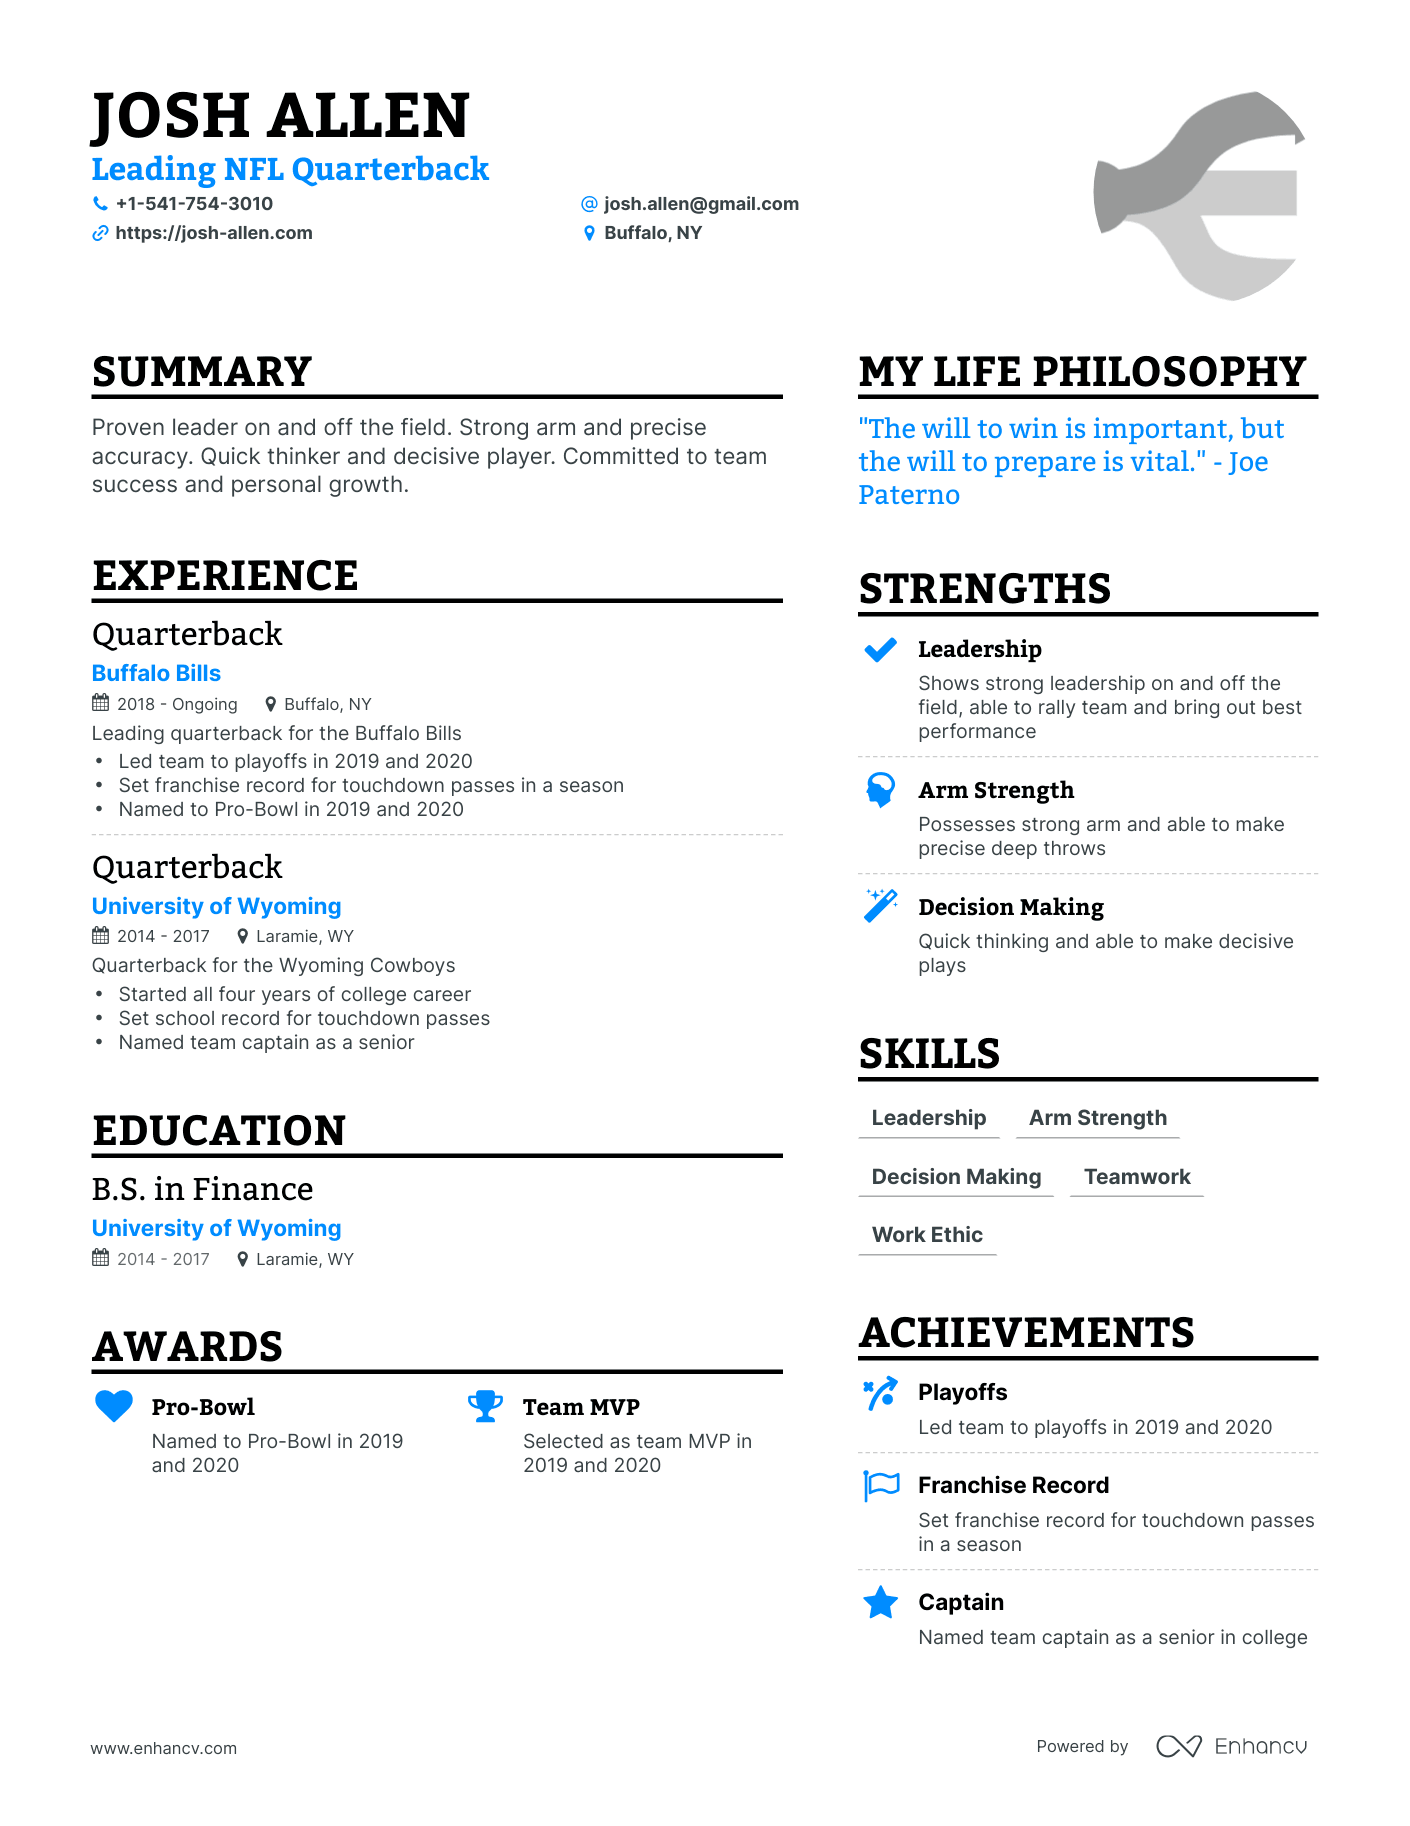 JOSH ALLEN
Leading NFL Quarterback
+1-541-754-3010
josh.allen@gmail.com
https://josh-allen.com
Buffalo, NY
SUMMARY
Proven leader on and off the field. Strong arm and precise
accuracy. Quick thinker and decisive player. Committed to team
success and personal growth.
EXPERIENCE
Quarterback
Buffalo Bills
2018 - Ongoing
Buffalo, NY
Leading quarterback for the Buffalo Bills
• Led team to playoffs in 2019 and 2020
• Set franchise record for touchdown passes in a season
• Named to Pro-Bowl in 2019 and 2020
Quarterback
University of Wyoming
2014 - 2017
Laramie, WY
Quarterback for the Wyoming Cowboys
• Started all four years of college career
• Set school record for touchdown passes
• Named team captain as a senior
EDUCATION
B.S. in Finance
University of Wyoming
2014 - 2017
Laramie, WY
AWARDS
Pro-Bowl
Named to Pro-Bowl in 2019
and 2020
Team MVP
Selected as team MVP in
2019 and 2020
MY LIFE PHILOSOPHY
"The will to win is important, but
the will to prepare is vital." - Joe
Paterno
STRENGTHS
Leadership
Shows strong leadership on and off the
field, able to rally team and bring out best
performance
Arm Strength
Possesses strong arm and able to make
precise deep throws
Decision Making
Quick thinking and able to make decisive
plays
SKILLS
Leadership
Arm Strength
Decision Making
Teamwork
Work Ethic
ACHIEVEMENTS
Playoffs
Led team to playoffs in 2019 and 2020
Franchise Record
Set franchise record for touchdown passes
in a season
Captain
Named team captain as a senior in college
www.enhancv.com
Powered by
Enhancv